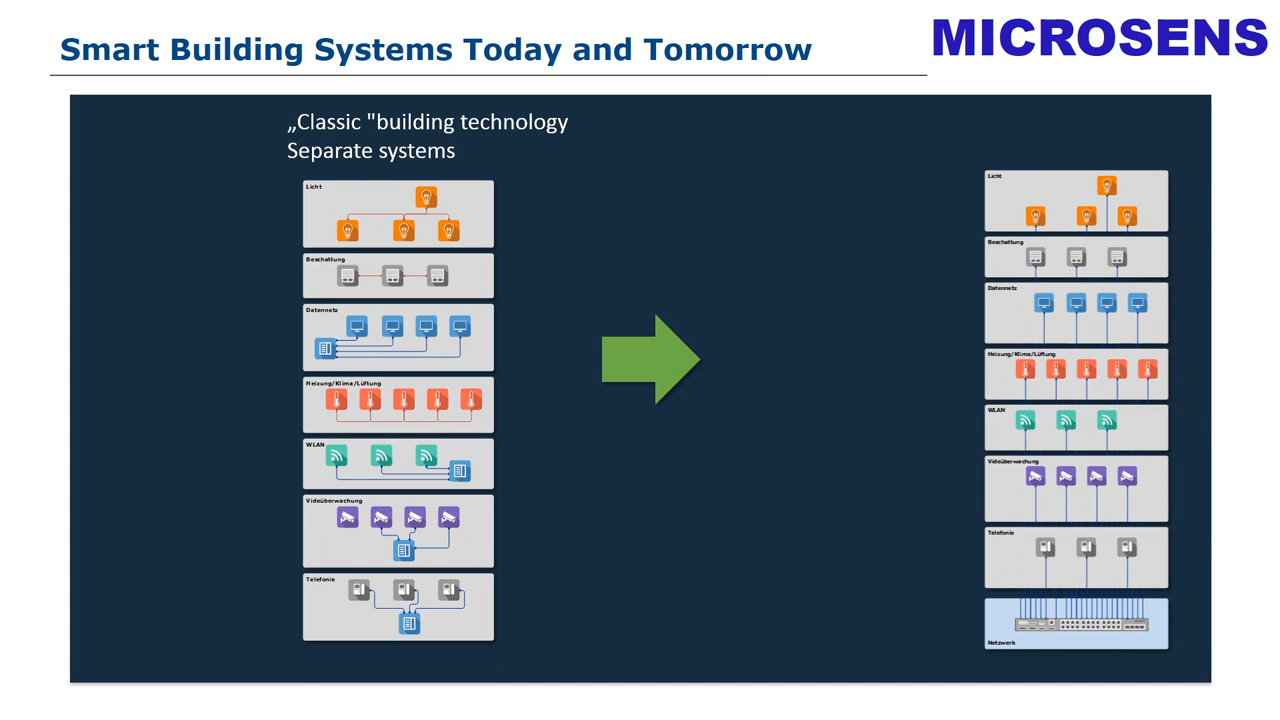 Smart Building Systems Today and Tomorrow
MICROSENS
„Classic "building technology
Separate systems
Licht
Beschattung
Datennetz
Heizung/Klima/Lüftung
WLAN
Videüberwachung
Telefonie
Licht
Beschattung
Datennetz
Heizung/Klima/Lüftung
WLAN
Videüberwachung
Telefonie
Netzwerk